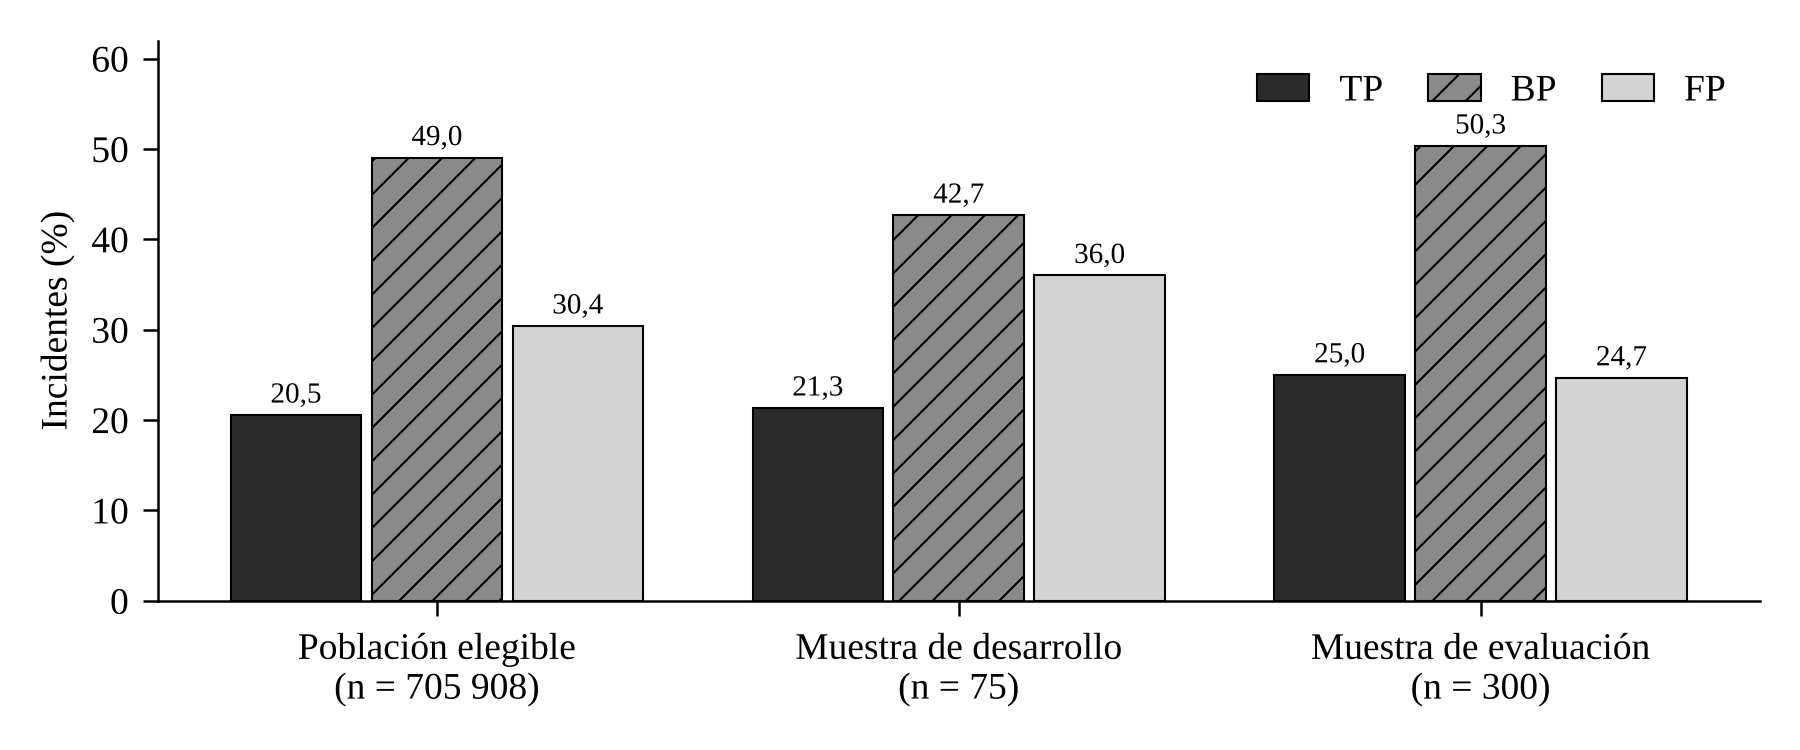 TP BP FP
Incidentes (%)
60
50
40
30
20
10
0
20,5
49,0
30,4
21,3
42,7
36,0
25,0
50,3
24,7
Población elegible
(n = 705 908)
Muestra de desarrollo
(n = 75)
Muestra de evaluación
(n = 300)